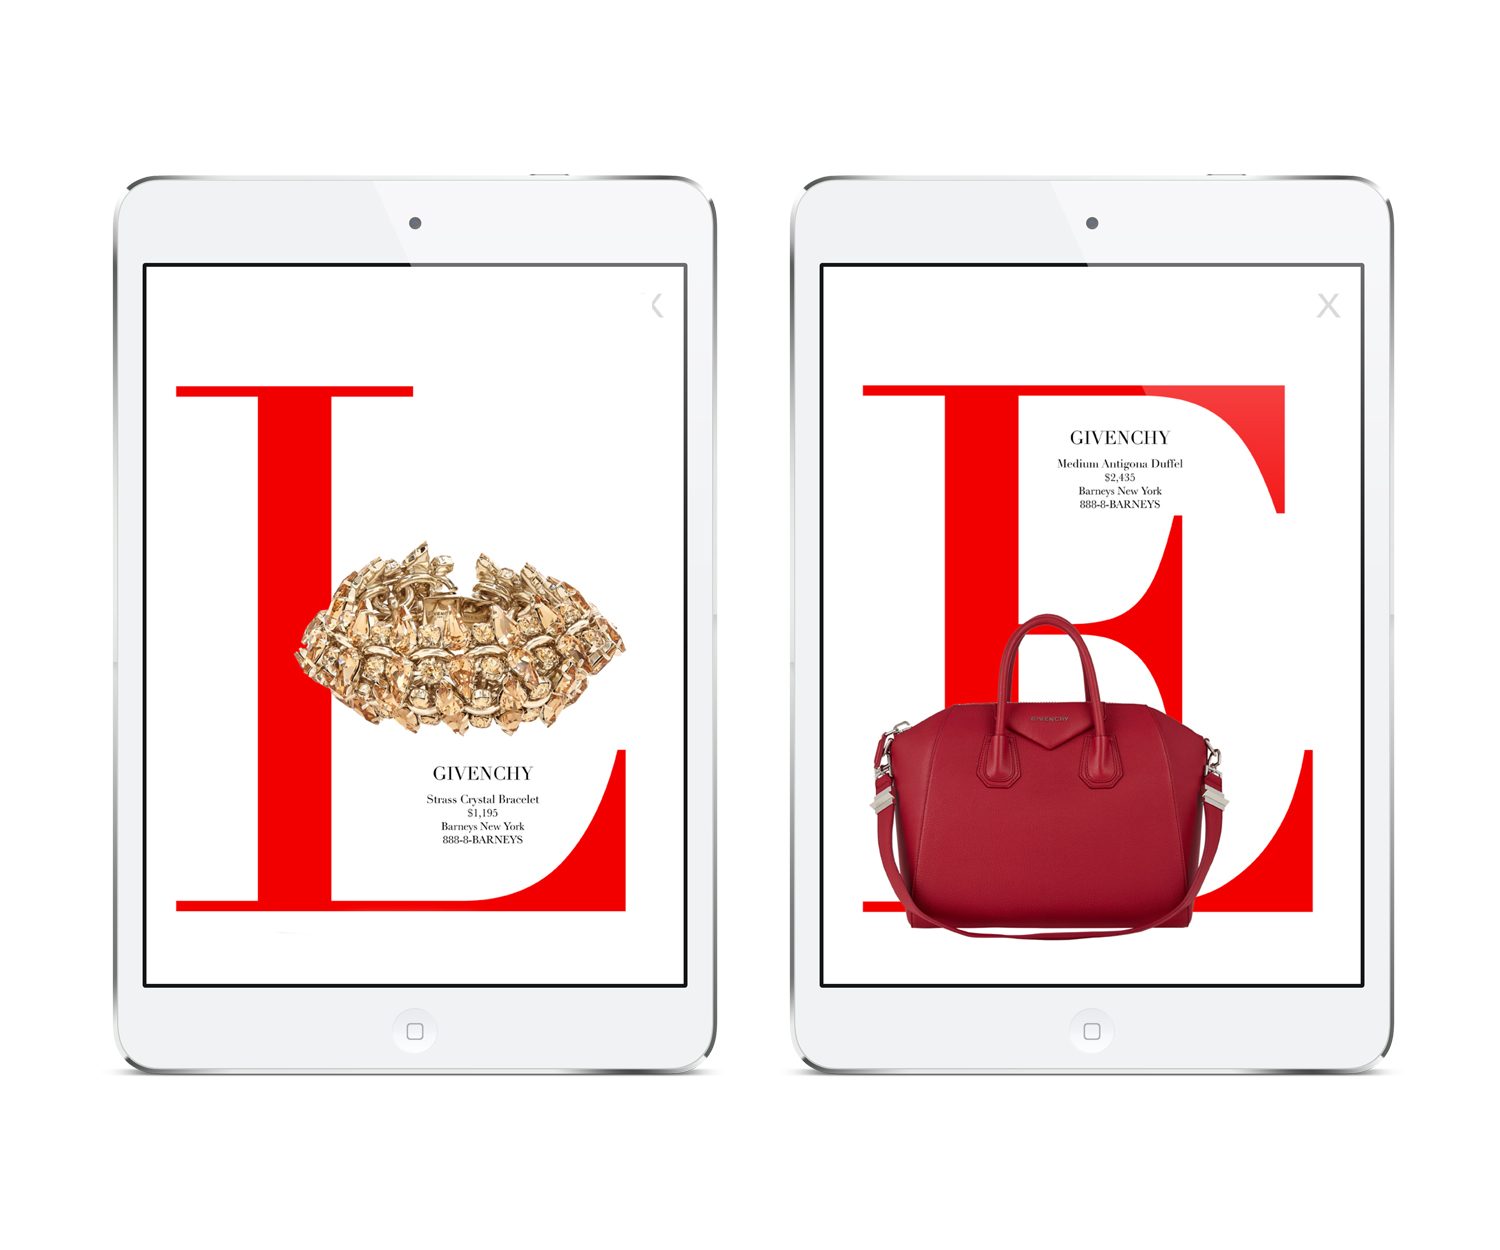 X
L
GIVENCHY
Strass Crystal Bracelet
$1,195
Barneys New York
888-8-BARNEYS
X
E
GIVENCHY
Medium Antigona Duffel
$2,435
Barneys New York
888-8-BARNEYS
GIVENCHY